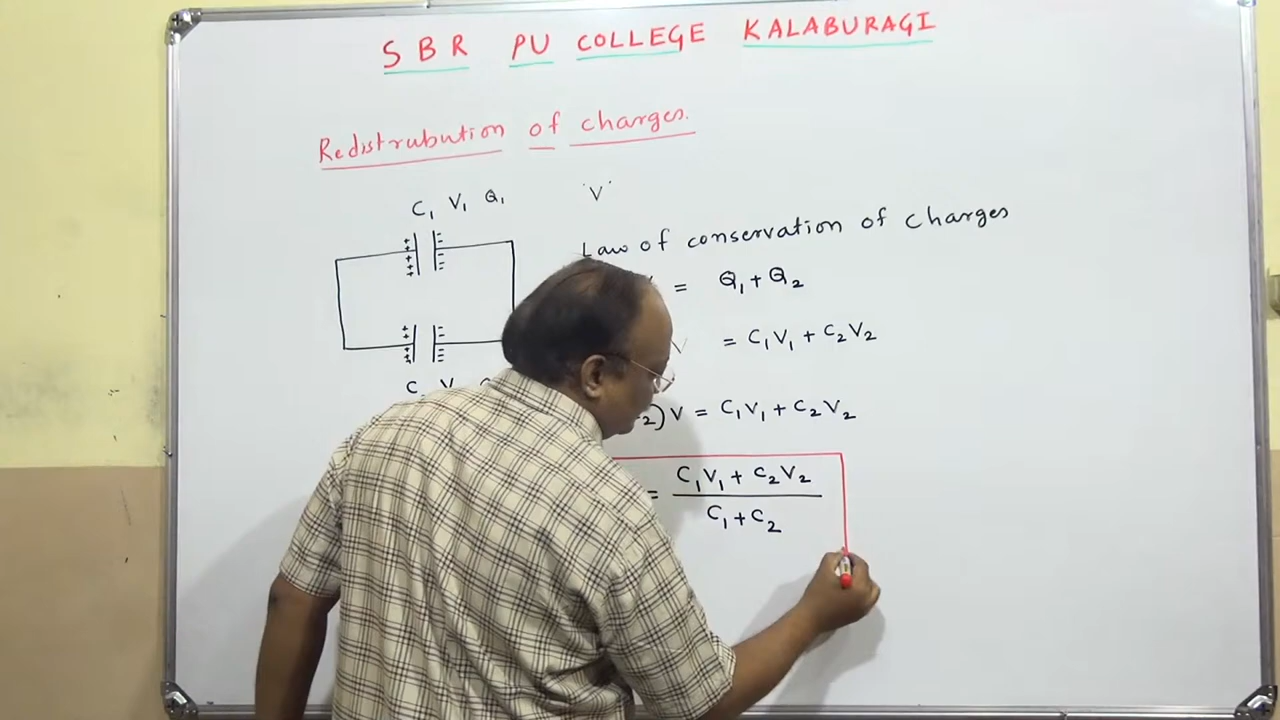 S B R PU COLLEGE KALABURAGI
Redistrubution of charges.
C₁ V₁ Q₁
'V'
Law of conservation of charges
= Q₁ + Q₂
V = C₁V₁ + C₂V₂
C V
₂)V = C₁V₁ + C₂V₂
= C₁V₁ + C₂V₂
C₁ + C₂